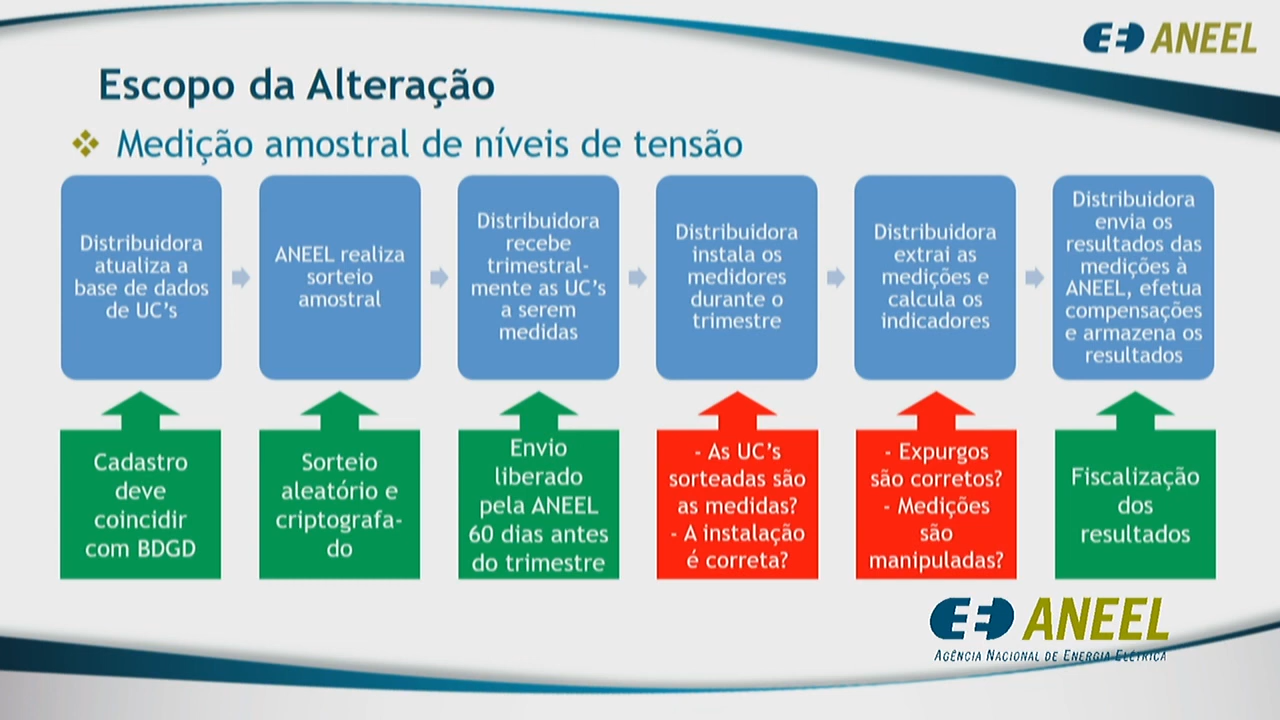 ANEEL
Escopo da Alteração
Medição amostral de níveis de tensão
Distribuidora
atualiza a
base de dados
de UC’s
ANEEL realiza
sorteio
amostral
Distribuidora
recebe
trimestral-
mente as UC’s
a serem
medidas
Distribuidora
instala os
medidores
durante o
trimestre
Distribuidora
extrai as
medições e
calcula os
indicadores
Distribuidora
envia os
resultados das
medições à
ANEEL, efetua
compensações
e armazena os
resultados
Cadastro
deve
coincidir
com BDGD
Sorteio
aleatório e
criptografa-
do
Envio
liberado
pela ANEEL
60 dias antes
do trimestre
- As UC’s
sorteadas são
as medidas?
- A instalação
é correta?
- Expurgos
são corretos?
- Medições
são
manipuladas?
Fiscalização
dos
resultados
ANEEL
AGÊNCIA NACIONAL DE ENERGIA ELÉTRICA